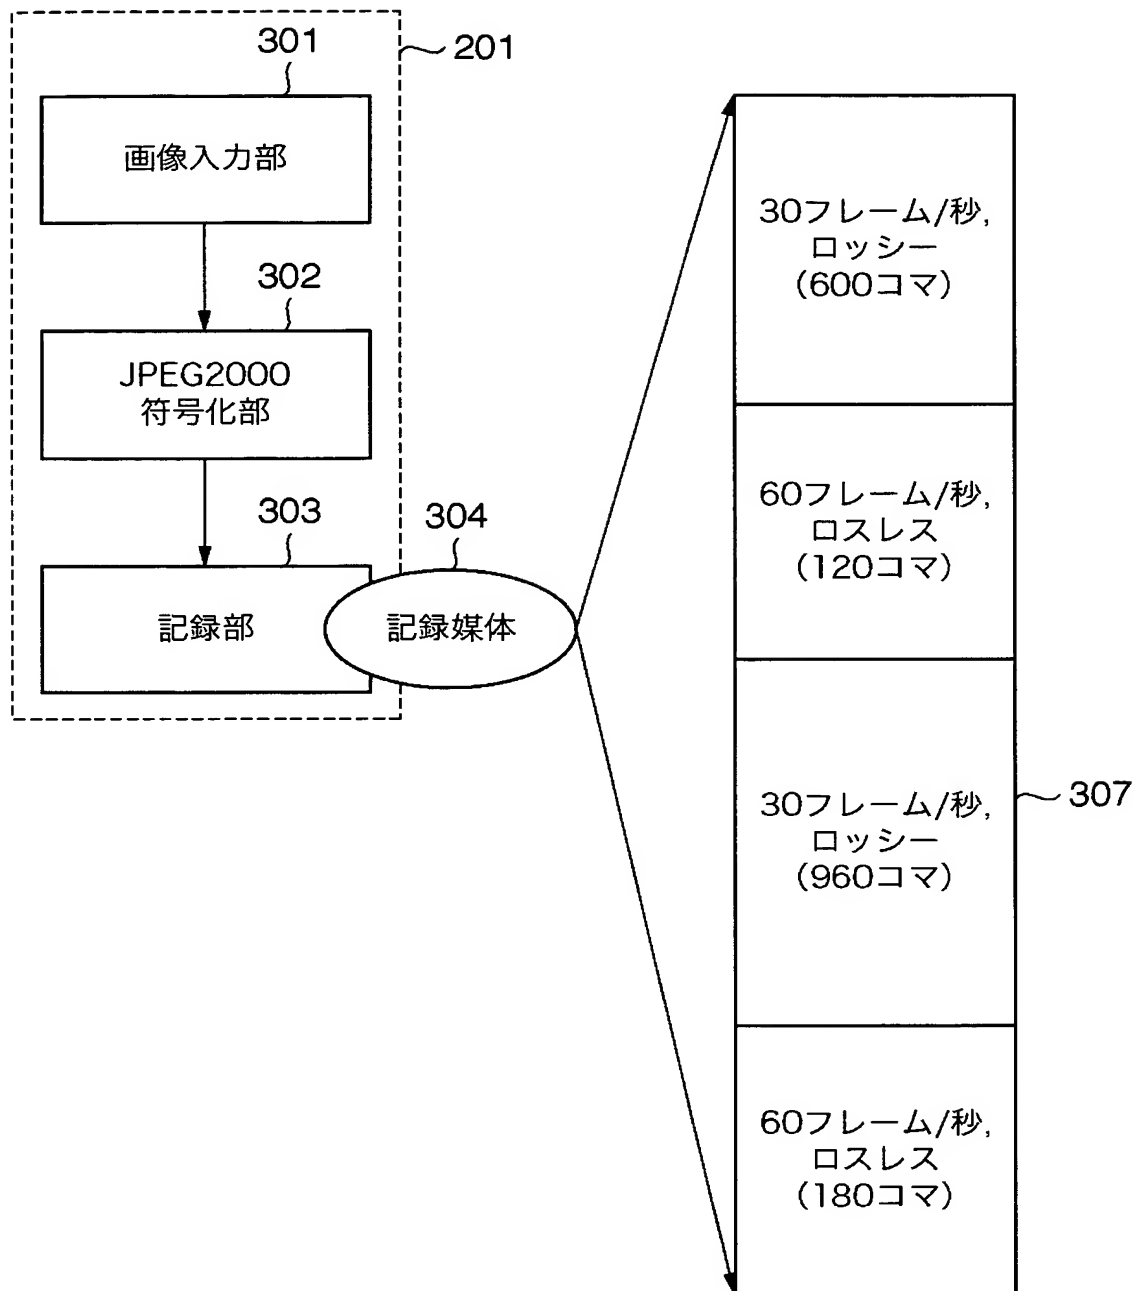 301
201
画像入力部
302
JPEG2000
符号化部
303
304
記録部
記録媒体
30フレーム/秒,
ロッシー
(600コマ)
60フレーム/秒,
ロスレス
(120コマ)
30フレーム/秒,
ロッシー
(960コマ)
307
60フレーム/秒,
ロスレス
(180コマ)